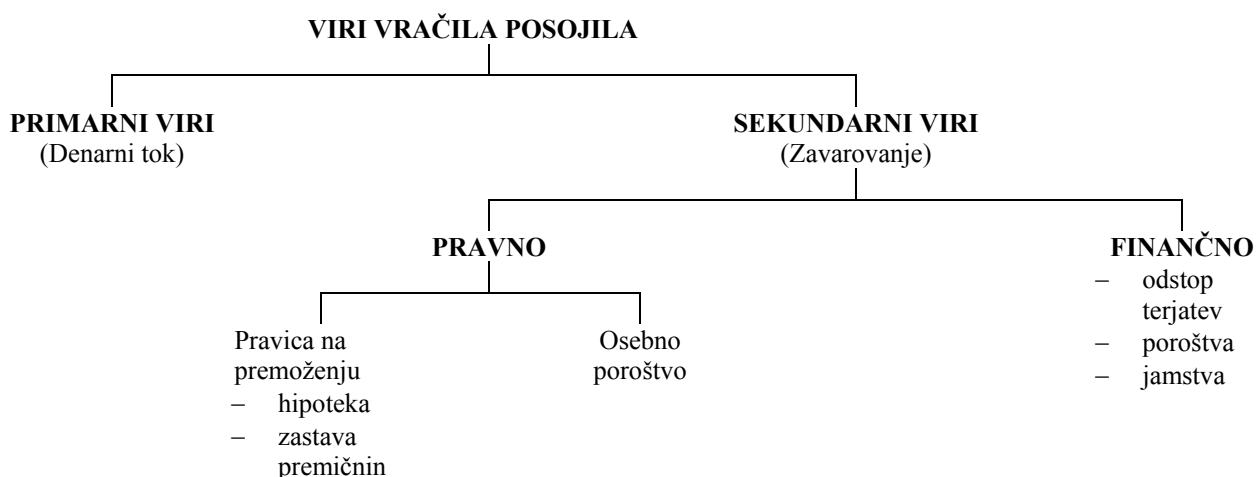 VIRI VRAČILA POSOJILA
PRIMARNI VIRI
(Denarni tok)
SEKUNDARNI VIRI
(Zavarovanje)
PRAVNO
FINANČNO
– odstop
terjatev
– poroštva
– jamstva
Pravica na
premoženju
– hipoteka
– zastava
premičnin
Osebno
poroštvo